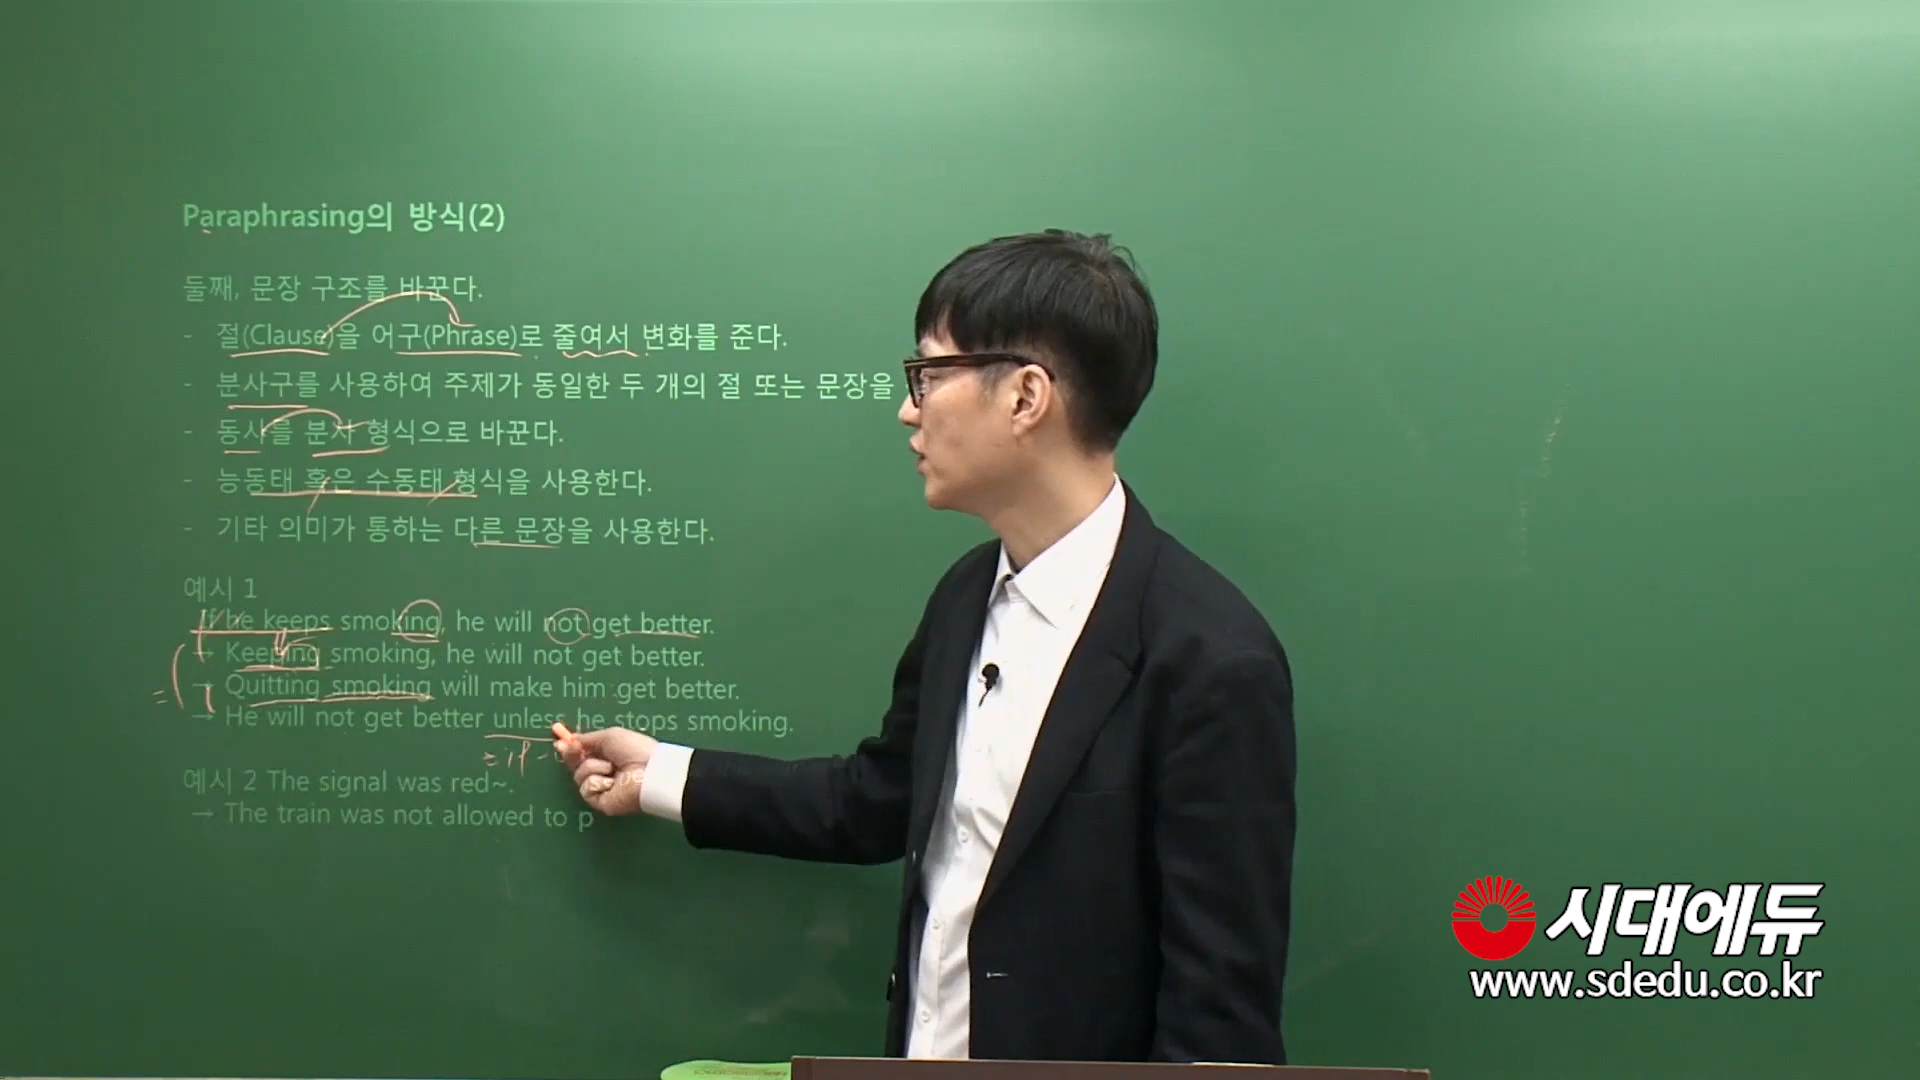 Paraphrasing의 방식(2)
둘째, 문장 구조를 바꾼다.
- 절(Clause)을 어구(Phrase)로 줄여서 변화를 준다.
- 분사구를 사용하여 주제가 동일한 두 개의 절 또는 문장을
- 동사를 분사 형식으로 바꾼다.
- 능동태 혹은 수동태 형식을 사용한다.
- 기타 의미가 통하는 다른 문장을 사용한다.
예시 1
If he keeps smoking, he will not get better.
→ Keeping smoking, he will not get better.
→ Quitting smoking will make him get better.
→ He will not get better unless he stops smoking.
= if
예시 2 The signal was red~.
→ The train was not allowed to p
시대에듀
www.sdedu.co.kr